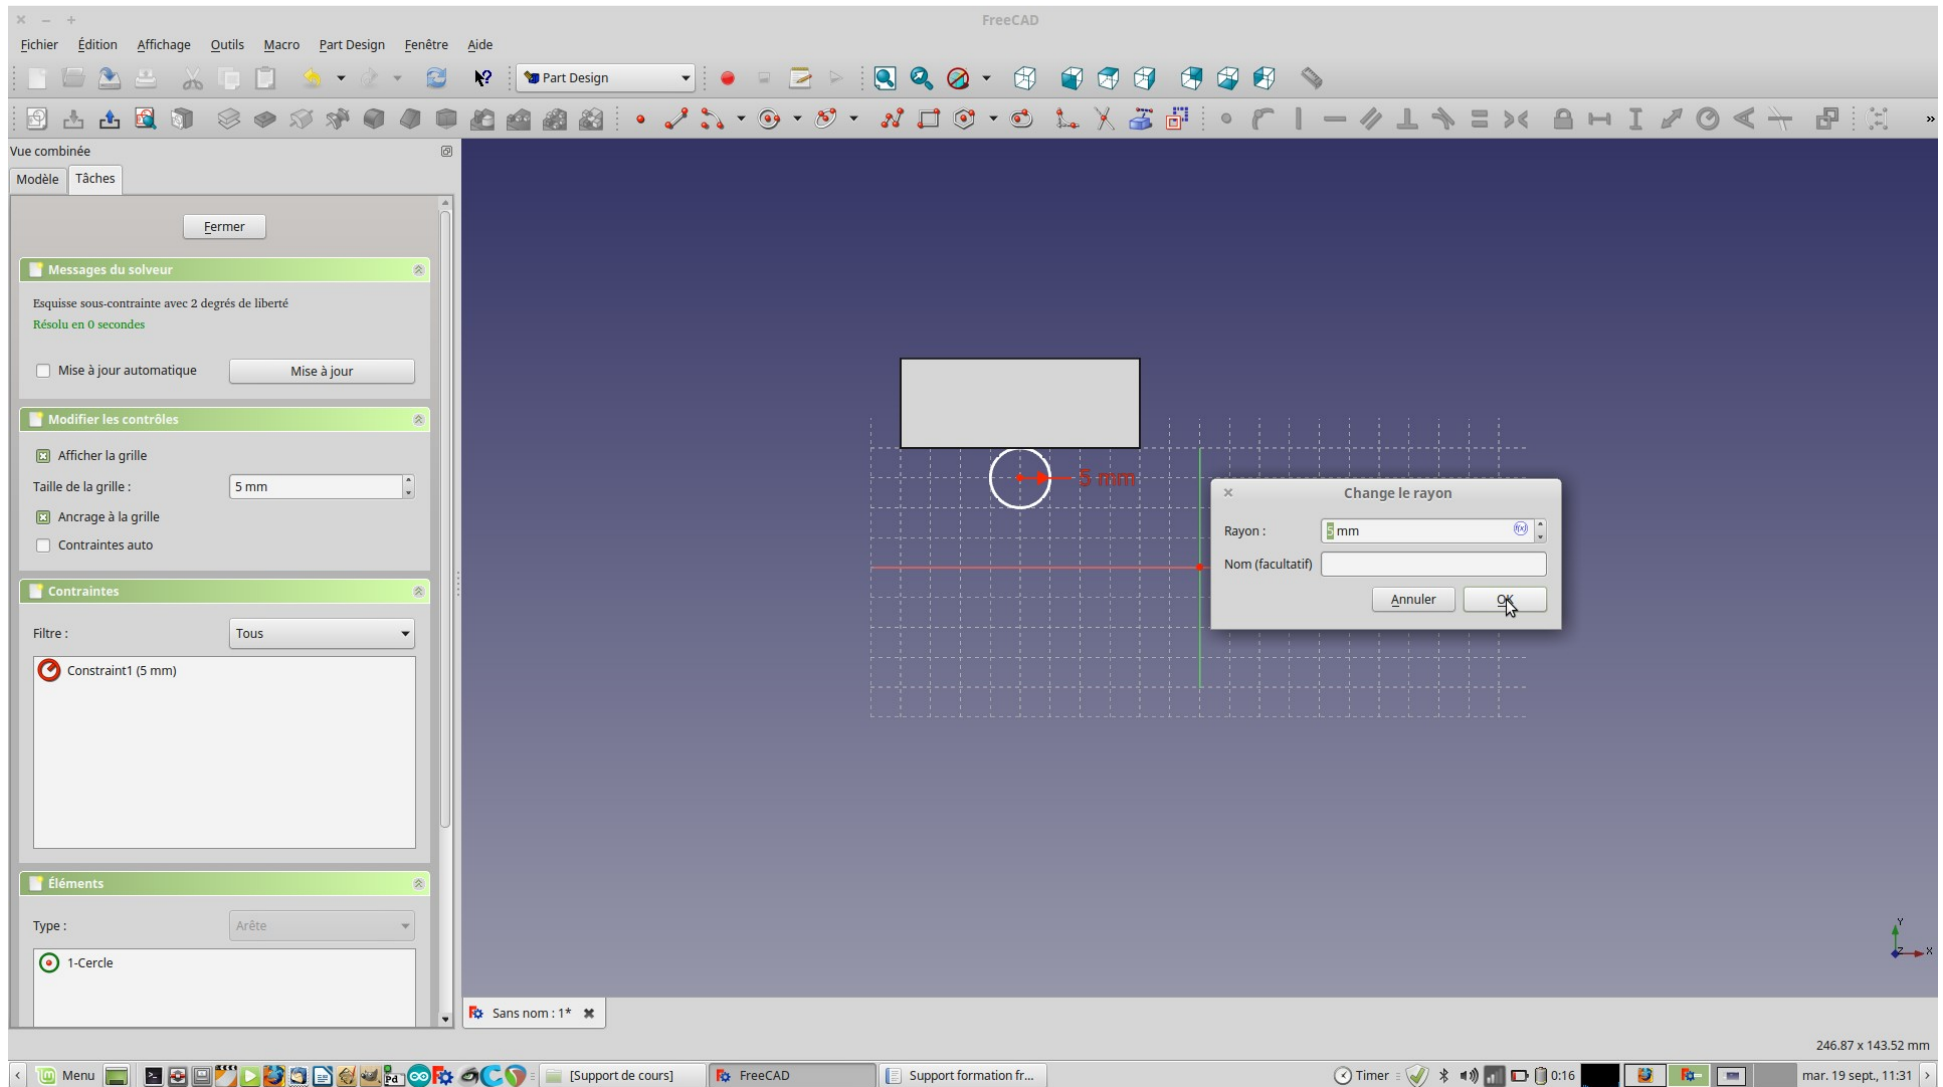 FreeCAD
Fichier Édition Affichage Outils Macro Part Design Fenêtre Aide
Part Design
»
Vue combinée
Modèle Tâches
Fermer
Messages du solveur
Esquisse sous-contrainte avec 2 degrés de liberté
Résolu en 0 secondes
Mise à jour automatique Mise à jour
Modifier les contrôles
Afficher la grille
Taille de la grille : 5 mm
Ancrage à la grille
Contraintes auto
Contraintes
Filtre : Tous
Constraint1 (5 mm)
Éléments
Type : Arête
1-Cercle
5 mm
Change le rayon
Rayon : 5 mm
Nom (facultatif)
Annuler OK
Y
Z X
Sans nom : 1*
246.87 x 143.52 mm
Menu Pd [Support de cours] FreeCAD Support formation fr... Timer 0:16 mar. 19 sept., 11:31